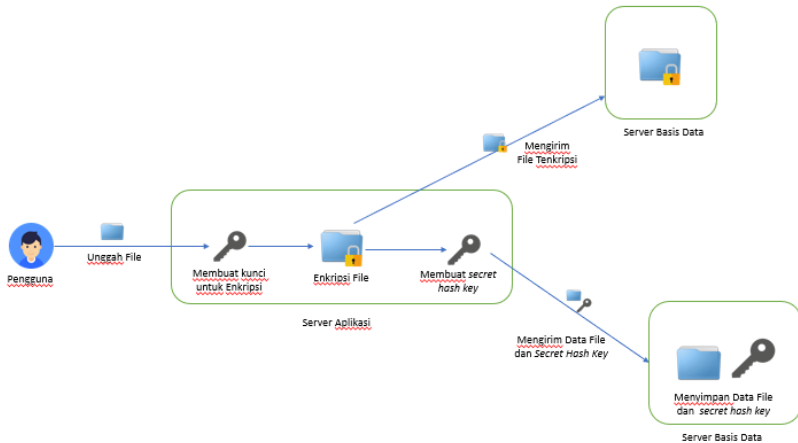 Server Basis Data
Mengirim
File Tenkripsi
Pengguna
Unggah File
Membuat kunci
untuk Enkripsi
Enkripsi File
Membuat secret
hash key
Server Aplikasi
Mengirim Data File
dan Secret Hash Key
Menyimpan Data File
dan secret hash key
Server Basis Data